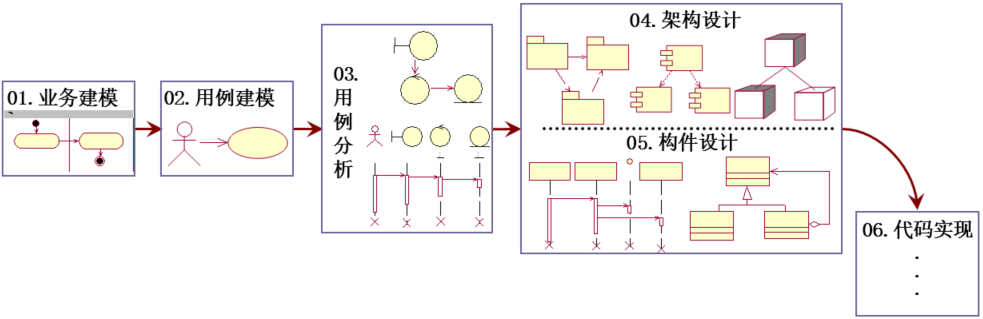 01.业务建模
02.用例建模
03.
用
例
分
析
04.架构设计
05.构件设计
06.代码实现
.
.
.